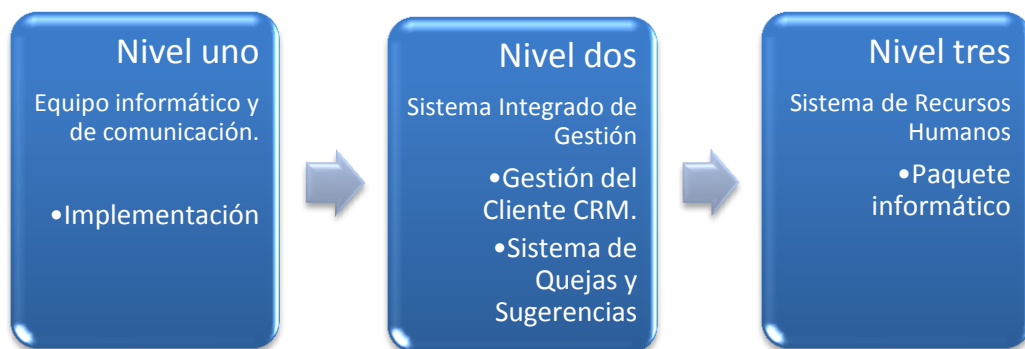 Nivel uno
Equipo informático y
de comunicación.
•Implementación
Nivel dos
Sistema Integrado de
Gestión
•Gestión del
Cliente CRM.
•Sistema de
Quejas y
Sugerencias
Nivel tres
Sistema de Recursos
Humanos
•Paquete
informático